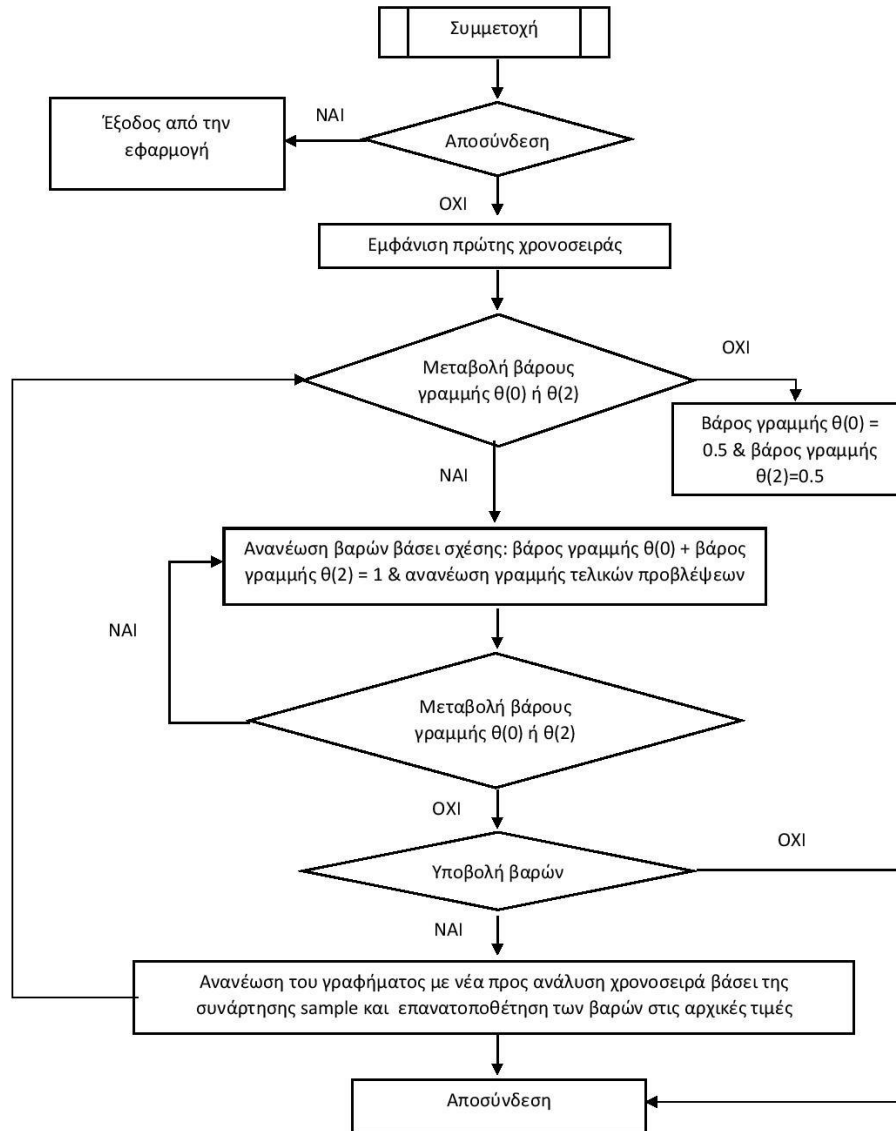 Συμμετοχή
ΝΑΙ
Έξοδος από την
εφαρμογή
Αποσύνδεση
ΟΧΙ
Εμφάνιση πρώτης χρονοσειράς
Μεταβολή βάρους
γραμμής θ(0) ή θ(2)
ΟΧΙ
Βάρος γραμμής θ(0) =
0.5 & βάρος γραμμής
θ(2)=0.5
ΝΑΙ
Ανανέωση βαρών βάσει σχέσης: βάρος γραμμής θ(0) + βάρος
γραμμής θ(2) = 1 & ανανέωση γραμμής τελικών προβλέψεων
ΝΑΙ
Μεταβολή βάρους
γραμμής θ(0) ή θ(2)
ΟΧΙ
ΟΧΙ
Υποβολή βαρών
ΝΑΙ
Ανανέωση του γραφήματος με νέα προς ανάλυση χρονοσειρά βάσει της
συνάρτησης sample και επανατοποθέτηση των βαρών στις αρχικές τιμές
Αποσύνδεση